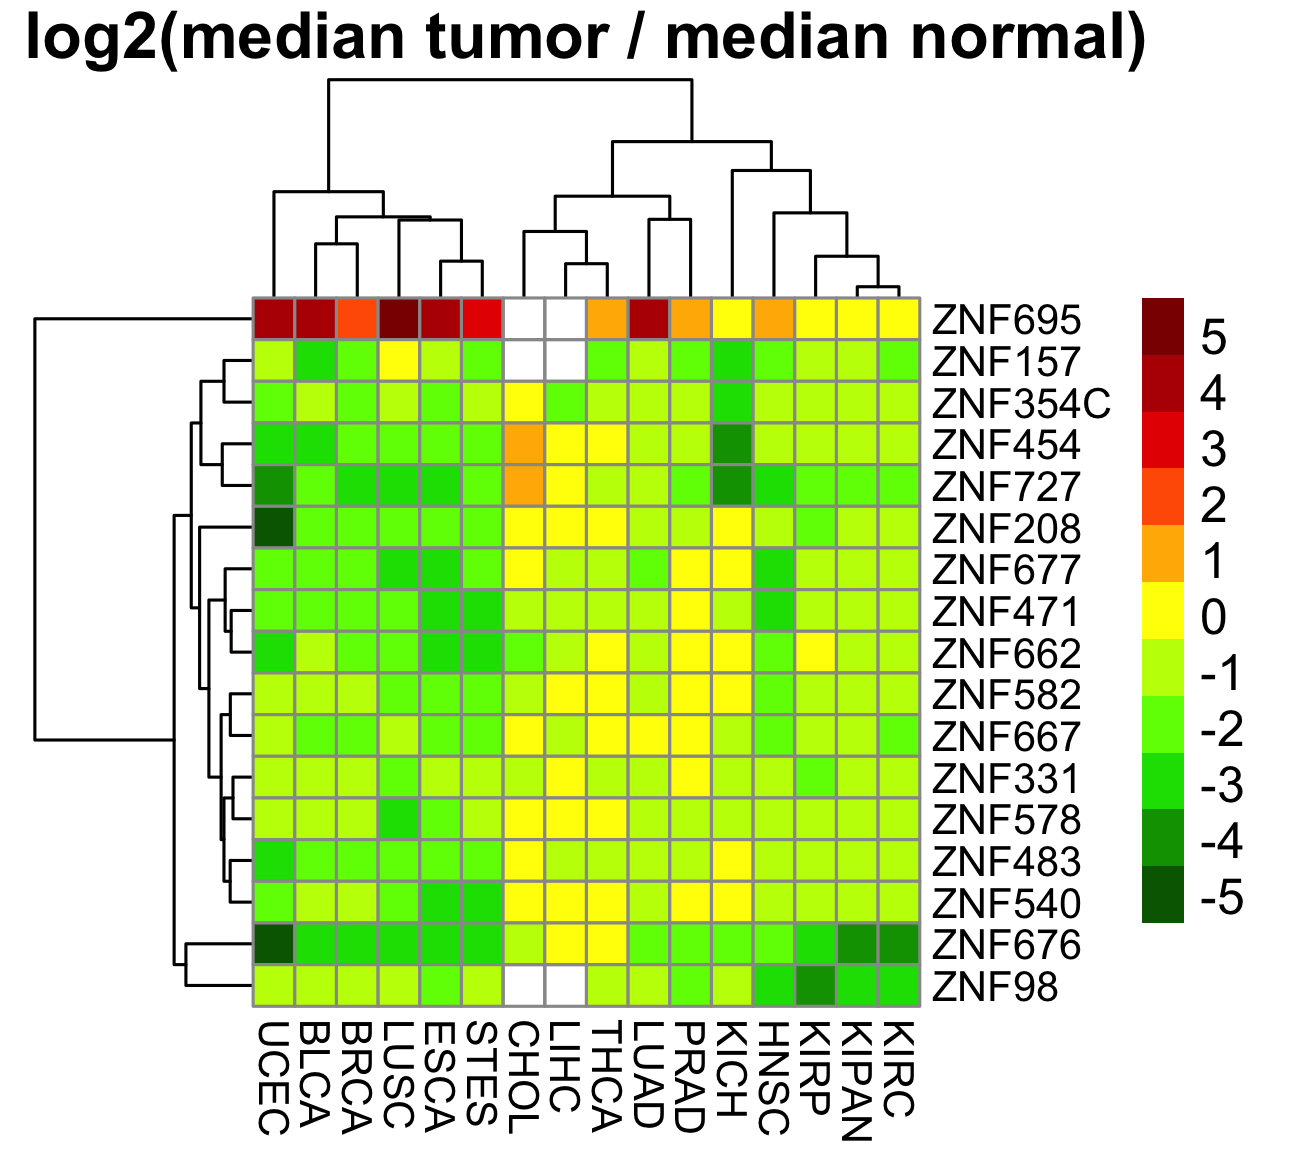 log2(median tumor / median normal)
ZNF695
ZNF157
ZNF354C
ZNF454
ZNF727
ZNF208
ZNF677
ZNF471
ZNF662
ZNF582
ZNF667
ZNF331
ZNF578
ZNF483
ZNF540
ZNF676
ZNF98
5
4
3
2
1
0
-1
-2
-3
-4
-5
UCEC
BLCA
BRCA
LUSC
ESCA
STES
CHOL
LIHC
THCA
LUAD
PRAD
KICH
HNSC
KIRP
KIPAN
KIRC